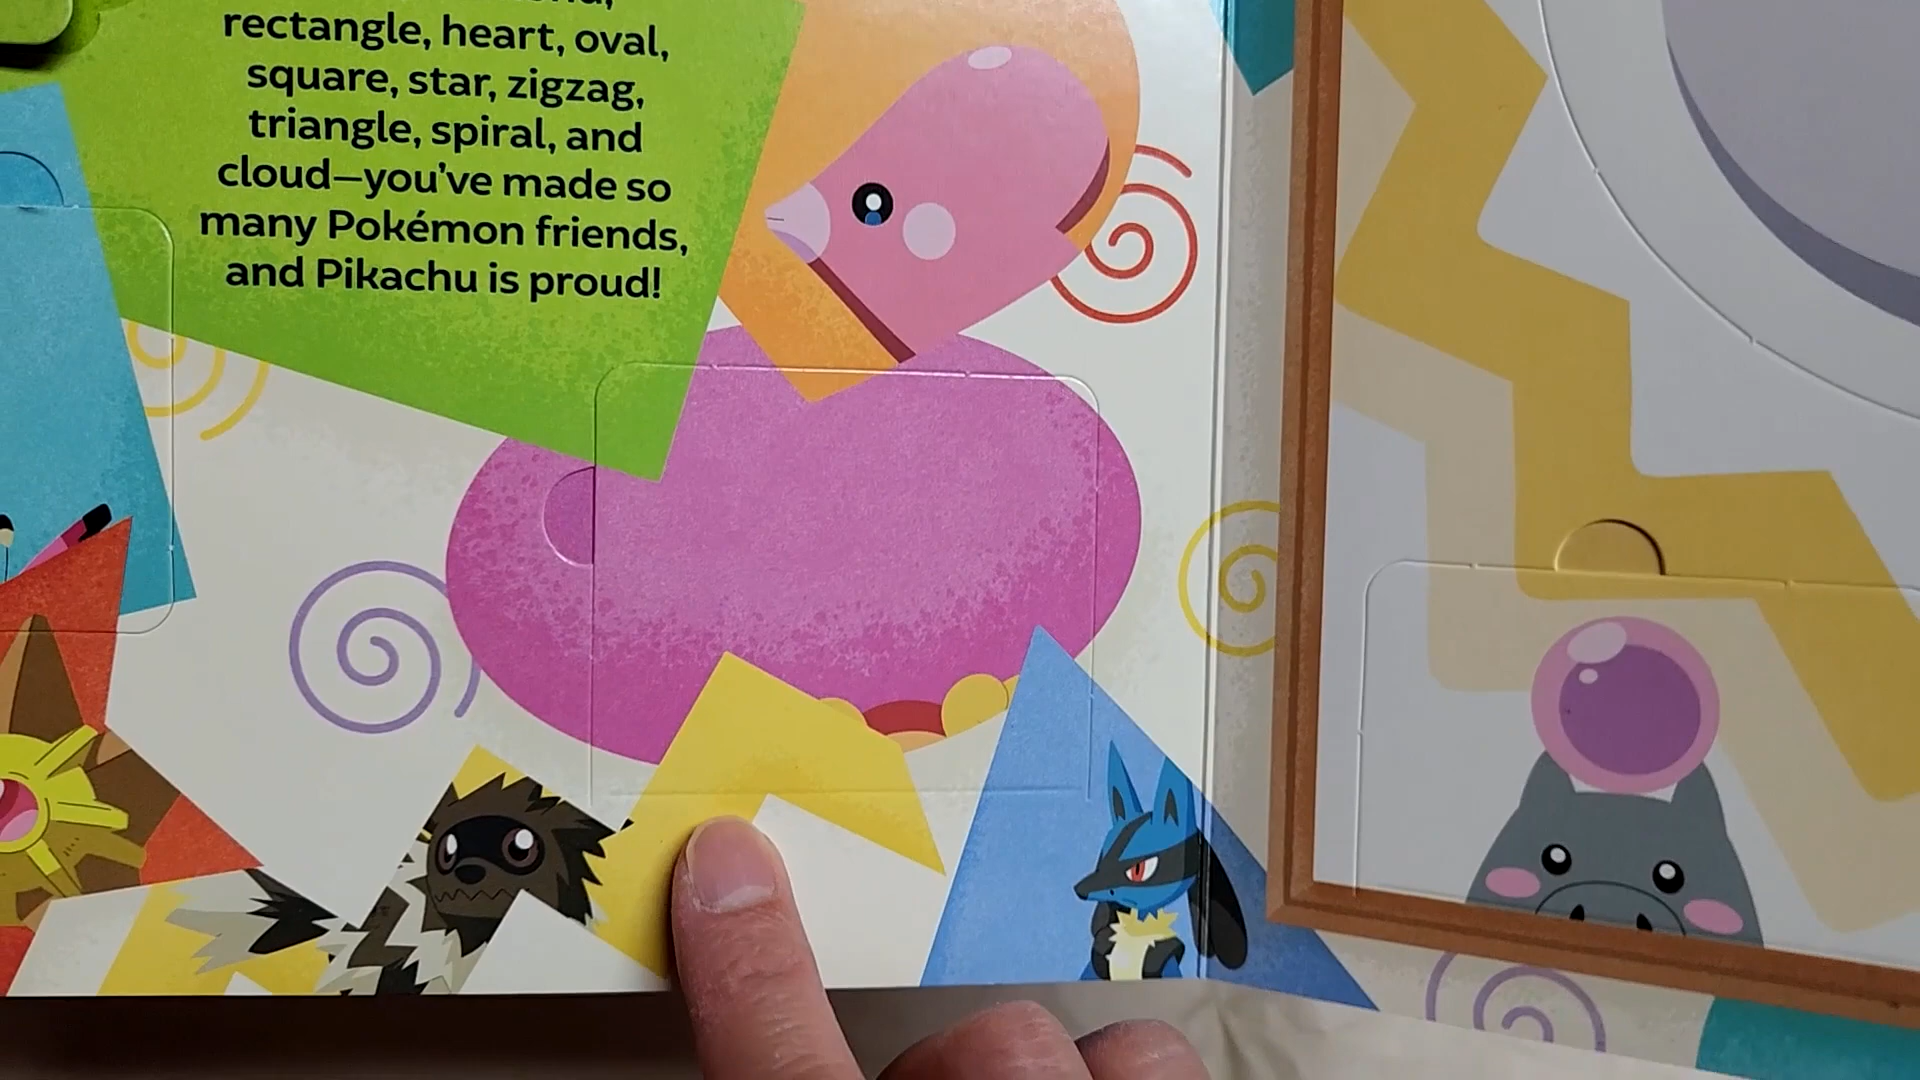 rectangle, heart, oval,
square, star, zigzag,
triangle, spiral, and
cloud—you've made so
many Pokémon friends,
and Pikachu is proud!